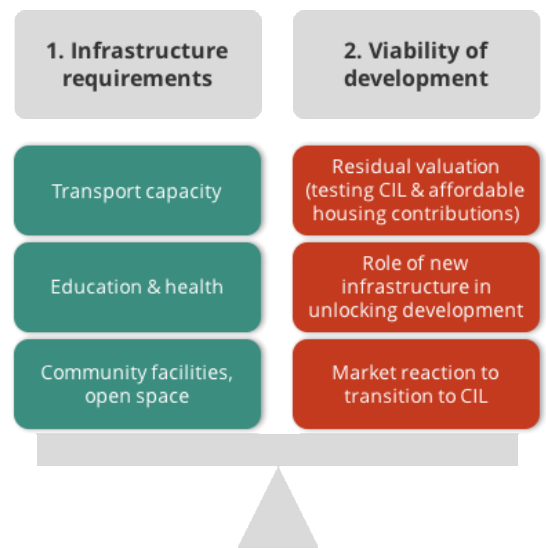 1. Infrastructure
requirements
2. Viability of
development
Transport capacity
Education & health
Community facilities,
open space
Residual valuation
(testing CIL & affordable
housing contributions)
Role of new
infrastructure in
unlocking development
Market reaction to
transition to CIL